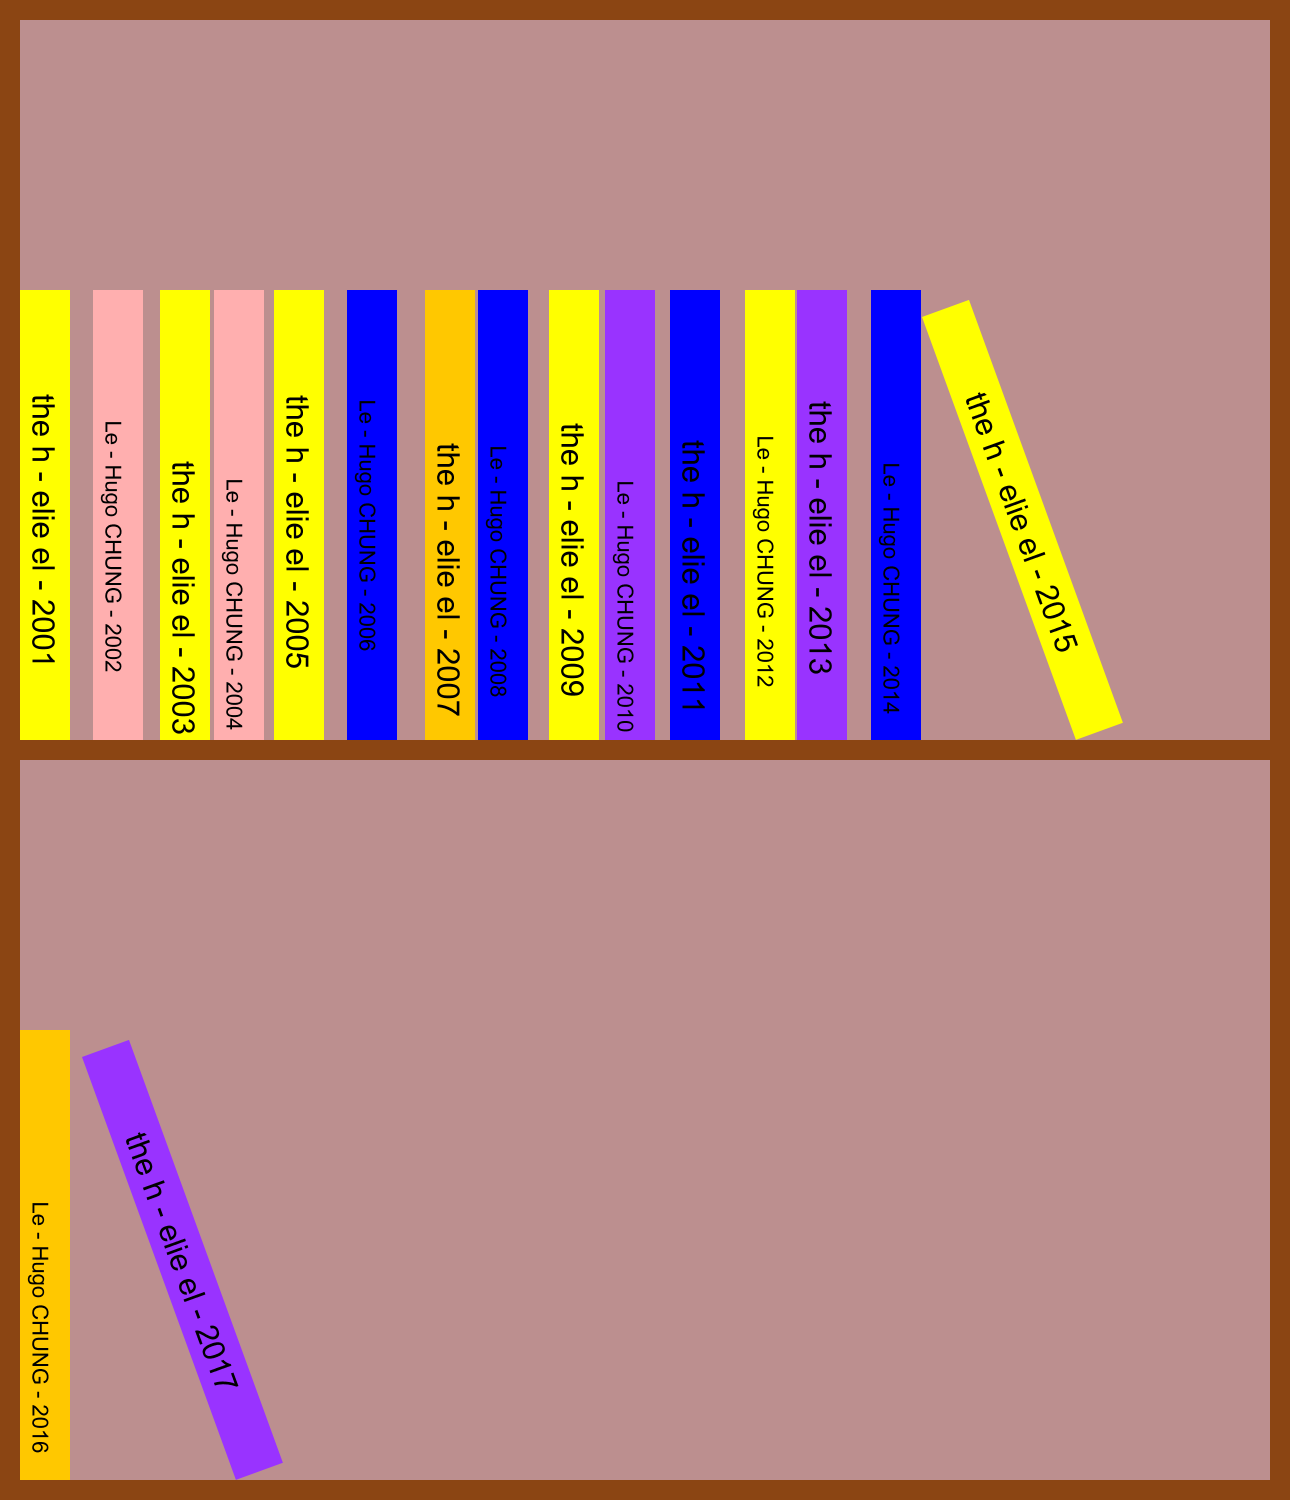 the h - elie el - 2001
Le - Hugo CHUNG - 2002
the h - elie el - 2003
Le - Hugo CHUNG - 2004
the h - elie el - 2005
Le - Hugo CHUNG - 2006
the h - elie el - 2007
Le - Hugo CHUNG - 2008
the h - elie el - 2009
Le - Hugo CHUNG - 2010
the h - elie el - 2011
Le - Hugo CHUNG - 2012
the h - elie el - 2013
Le - Hugo CHUNG - 2014
the h - elie el - 2015
Le - Hugo CHUNG - 2016
the h - elie el - 2017